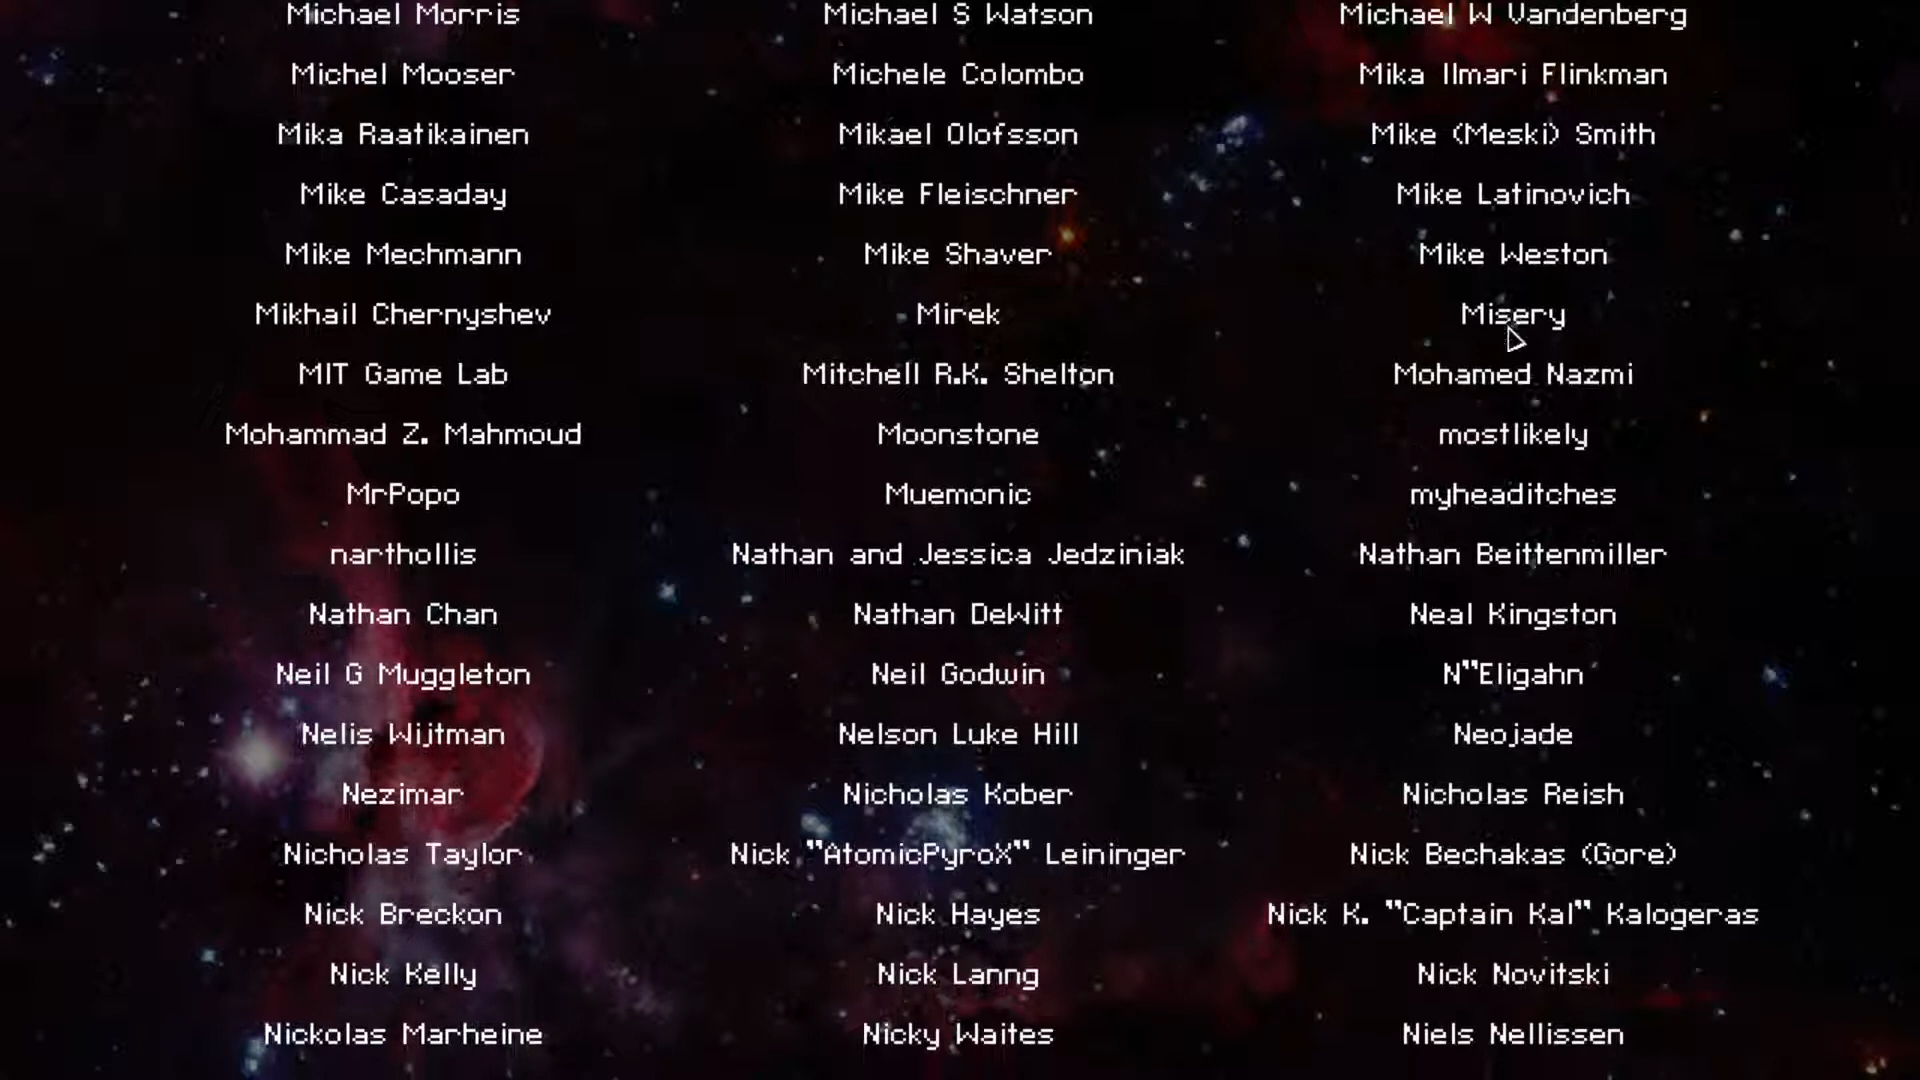 Michael Morris Michael S Watson Michael W Vandenberg
Michel Mooser Michele Colombo Mika Ilmari Flinkman
Mika Raatikainen Mikael Olofsson Mike (Meski) Smith
Mike Casaday Mike Fleischner Mike Latinovich
Mike Mechmann Mike Shaver Mike Weston
Mikhail Chernyshev Mirek Misery
MIT Game Lab Mitchell R.K. Shelton Mohamed Nazmi
Mohammad Z. Mahmoud Moonstone mostlikely
MrPopo Muemonic myheaditches
narthollis Nathan and Jessica Jedziniak Nathan Beittenmiller
Nathan Chan Nathan DeWitt Neal Kingston
Neil G Muggleton Neil Godwin N"Eligahn
Nelis Wijtman Nelson Luke Hill Neojade
Nezimar Nicholas Kober Nicholas Reish
Nicholas Taylor Nick "AtomicPyroX" Leininger Nick Bechakas (Gore)
Nick Breckon Nick Hayes Nick K. "Captain Kal" Kalogeras
Nick Kelly Nick Lanng Nick Novitski
Nickolas Marheine Nicky Waites Niels Nellissen